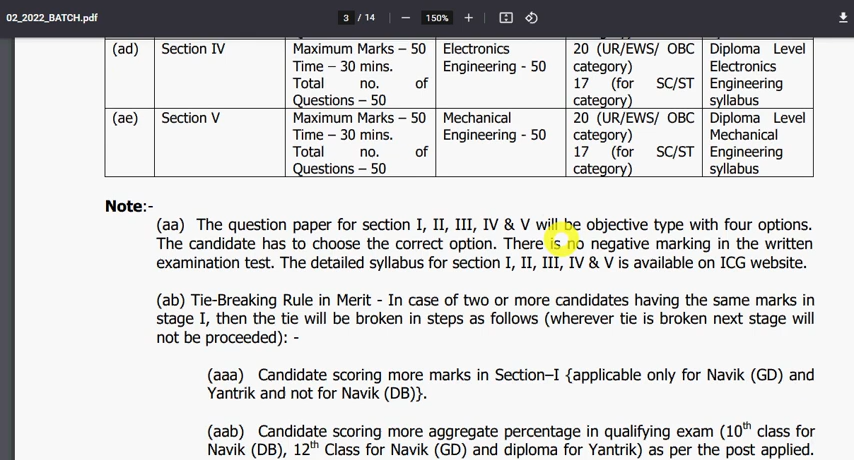 02_2022_BATCH.pdf
3 / 14
150%
(ad) Section IV Maximum Marks – 50 Electronics 20 (UR/EWS/ OBC Diploma Level
Time – 30 mins. Engineering - 50 category) Electronics
Total no. of 17 (for SC/ST Engineering
Questions – 50 category) syllabus
(ae) Section V Maximum Marks – 50 Mechanical 20 (UR/EWS/ OBC Diploma Level
Time – 30 mins. Engineering - 50 category) Mechanical
Total no. of 17 (for SC/ST Engineering
Questions – 50 category) syllabus
Note:-
(aa) The question paper for section I, II, III, IV & V will be objective type with four options.
The candidate has to choose the correct option. There is no negative marking in the written
examination test. The detailed syllabus for section I, II, III, IV & V is available on ICG website.
(ab) Tie-Breaking Rule in Merit - In case of two or more candidates having the same marks in
stage I, then the tie will be broken in steps as follows (wherever tie is broken next stage will
not be proceeded): -
(aaa) Candidate scoring more marks in Section–I {applicable only for Navik (GD) and
Yantrik and not for Navik (DB)}.
(aab) Candidate scoring more aggregate percentage in qualifying exam (10th class for
Navik (DB), 12th Class for Navik (GD) and diploma for Yantrik) as per the post applied.